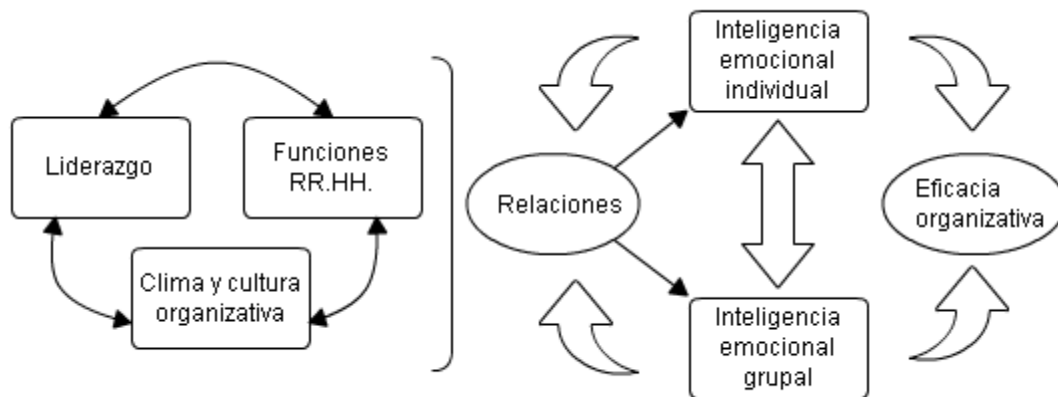 Liderazgo
Funciones
RR.HH.
Clima y cultura
organizativa
Relaciones
Inteligencia
emocional
individual
Inteligencia
emocional
grupal
Eficacia
organizativa